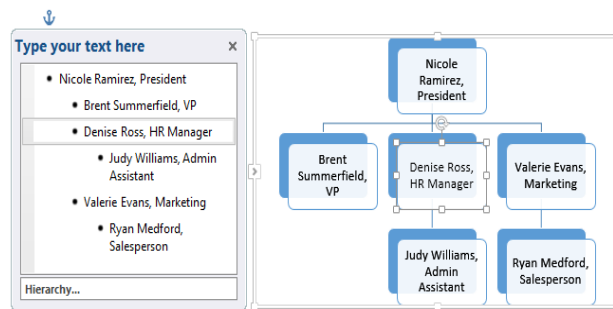 Type your text here
Nicole Ramirez, President
Brent Summerfield, VP
Denise Ross, HR Manager
Judy Williams, Admin
Assistant
Valerie Evans, Marketing
Ryan Medford,
Salesperson
Hierarchy...
Nicole
Ramirez,
President
Brent
Summerfield,
VP
Denise Ross,
HR Manager
Valerie Evans,
Marketing
Judy Williams,
Admin
Assistant
Ryan Medford,
Salesperson